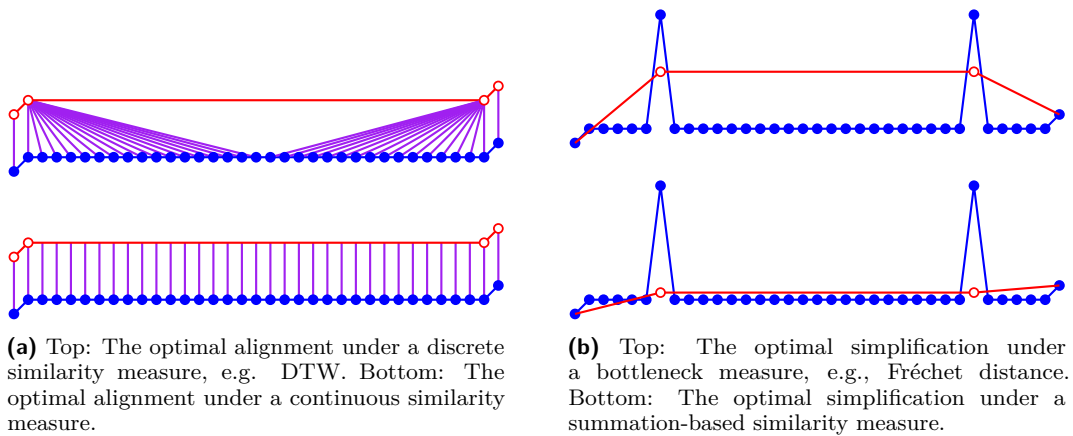 (a) Top: The optimal alignment under a discrete
similarity measure, e.g. DTW. Bottom: The
optimal alignment under a continuous similarity
measure.
(b) Top: The optimal simplification under
a bottleneck measure, e.g., Fréchet distance.
Bottom: The optimal simplification under a
summation-based similarity measure.